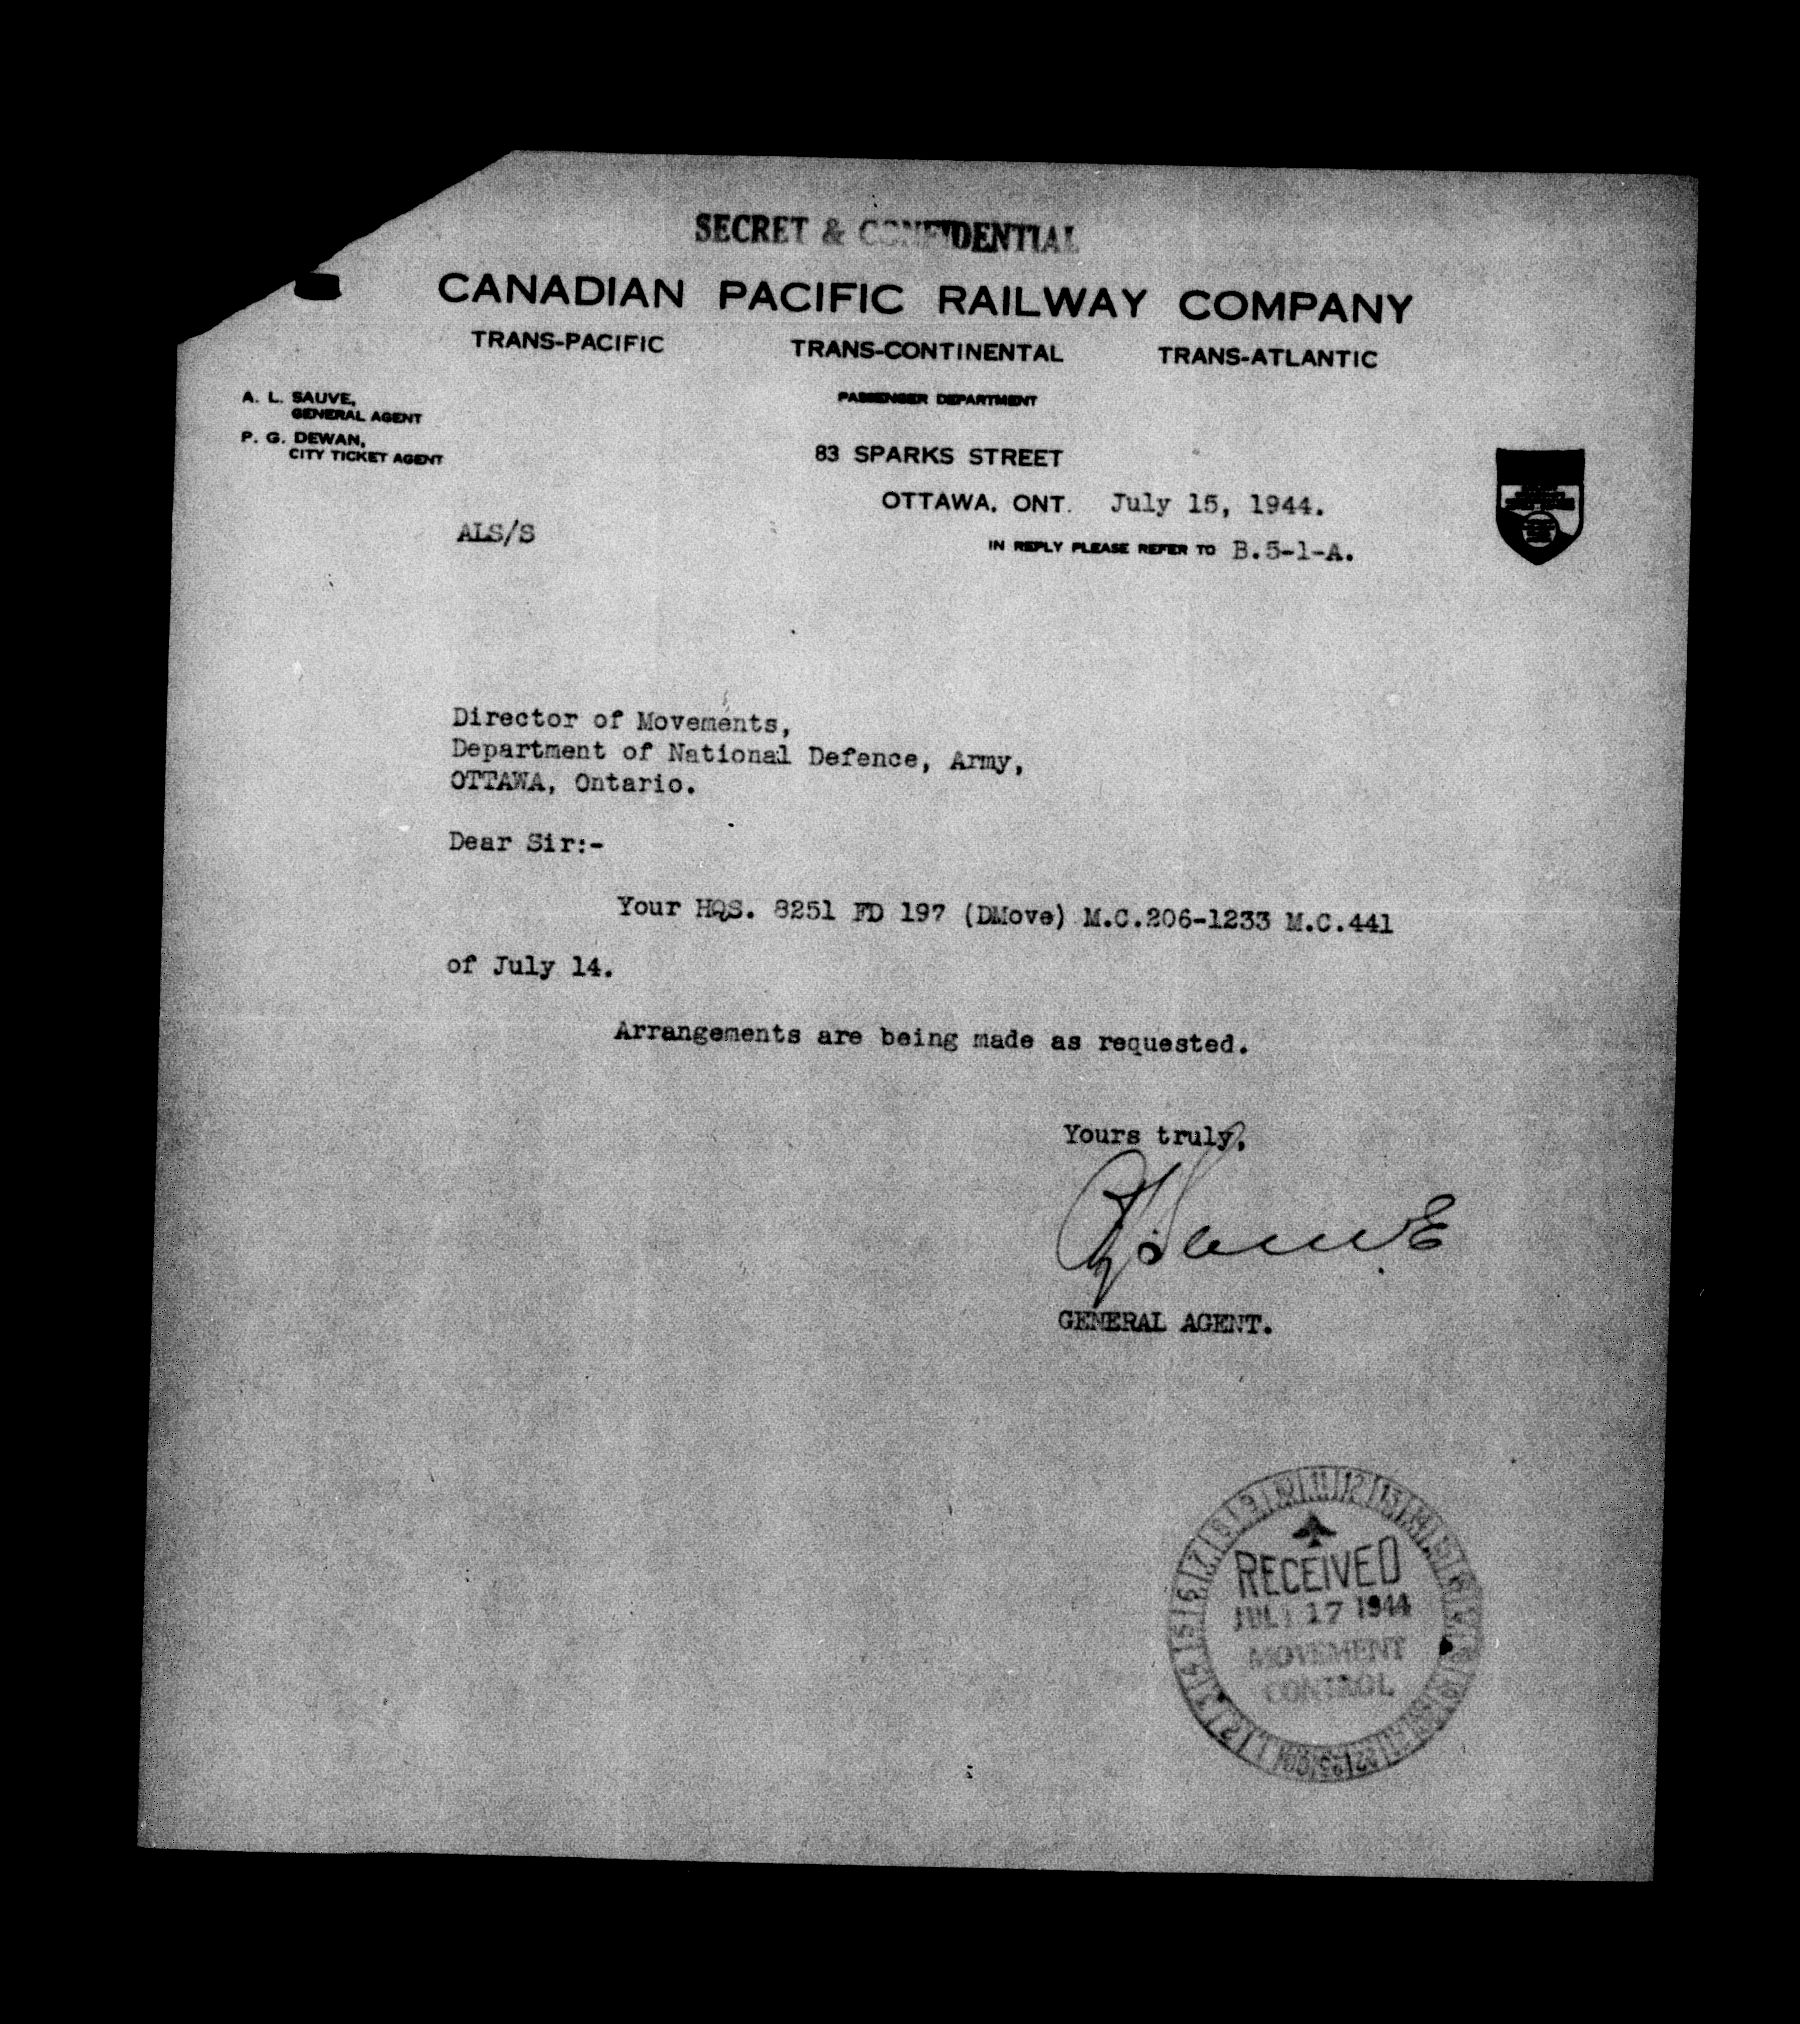 SECRET & CONFIDENTIAL
CANADIAN PACIFIC RAILWAY COMPANY
TRANS-PACIFIC TRANS-CONTINENTAL TRANS-ATLANTIC
A. L. SAUVE,
GENERAL AGENT
P. G. DEWAN,
CITY TICKET AGENT
PASSENGER DEPARTMENT
83 SPARKS STREET
OTTAWA, ONT. July 15, 1944.
ALS/S
IN REPLY PLEASE REFER TO B.5-1-A.
Director of Movements,
Department of National Defence, Army,
OTTAWA, Ontario.
Dear Sir:-
Your HQS. 8251 FD 197 (DMove) M.C.206-1233 M.C.441
of July 14.
Arrangements are being made as requested.
Yours truly,
GENERAL AGENT.
RECEIVED
JUL 17 1944
MOVEMENT
CONTROL